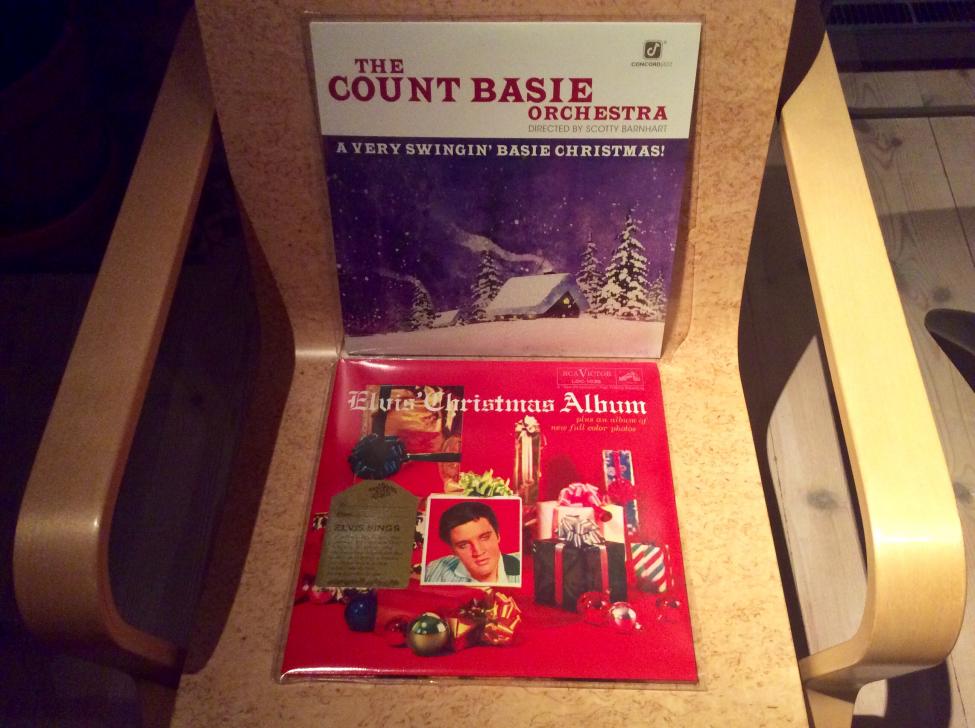 CONCORD JAZZ
THE
COUNT BASIE
ORCHESTRA
DIRECTED BY SCOTTY BARNHART
A VERY SWINGIN' BASIE CHRISTMAS!
RCA VICTOR
LOC-1035
Elvis' Christmas Album
plus an album of
new full color photos
ELVIS SINGS